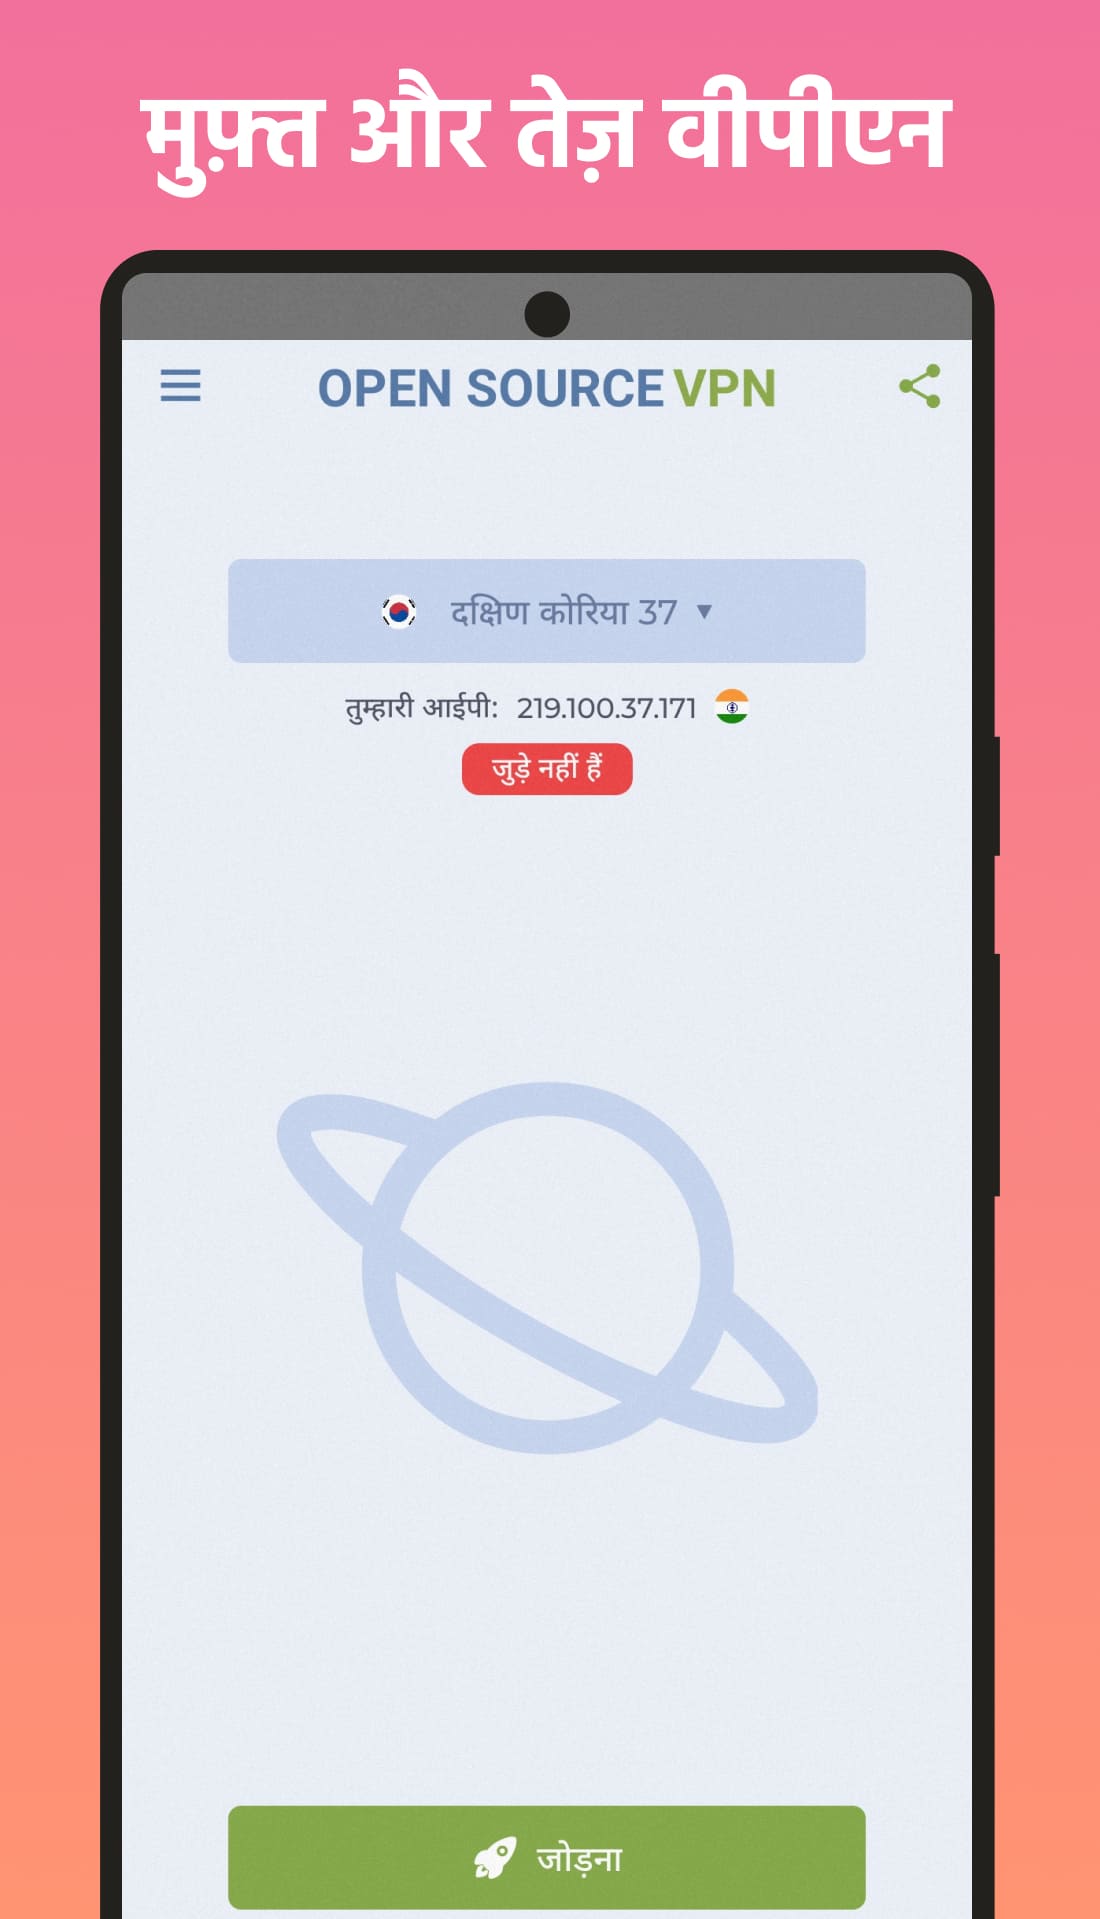 मुफ़्त और तेज़ वीपीएन
OPEN SOURCE VPN
दक्षिण कोरिया 37 ▼
तुम्हारी आईपी: 219.100.37.171
जुड़े नहीं हैं
जोड़ना